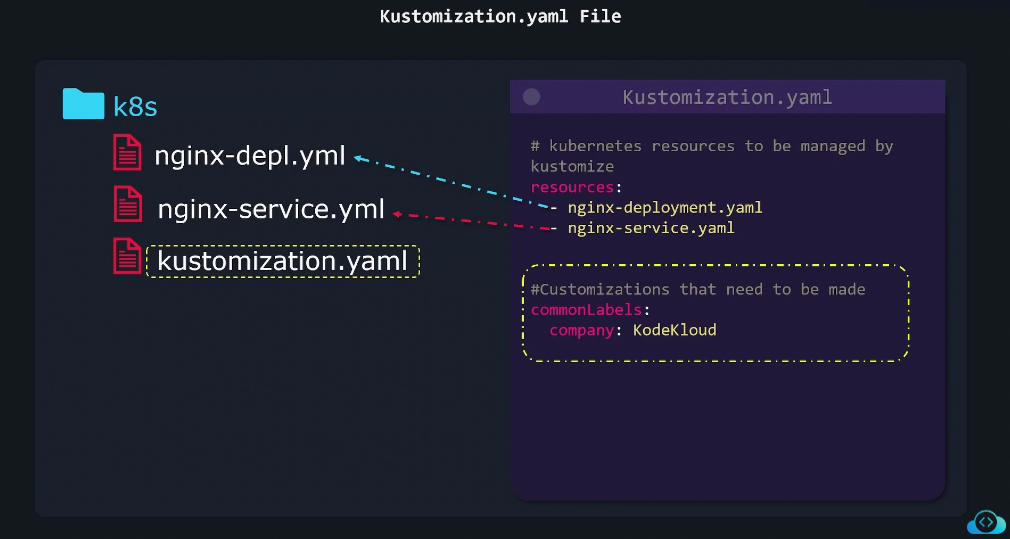 Kustomization.yaml File
k8s
nginx-depl.yml
nginx-service.yml
kustomization.yaml
Kustomization.yaml
# kubernetes resources to be managed by
kustomize
resources:
- nginx-deployment.yaml
- nginx-service.yaml
#Customizations that need to be made
commonLabels:
company: KodeKloud